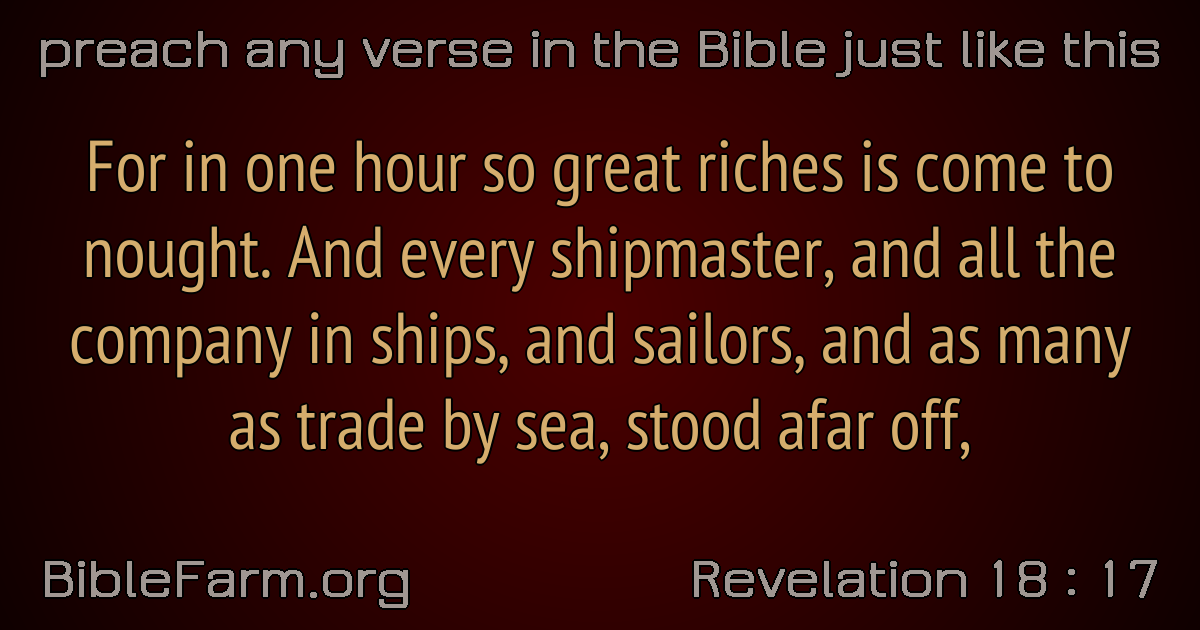 preach any verse in the Bible just like this
For in one hour so great riches is come to
nought. And every shipmaster, and all the
company in ships, and sailors, and as many
as trade by sea, stood afar off,
BibleFarm.org
Revelation 18 : 17